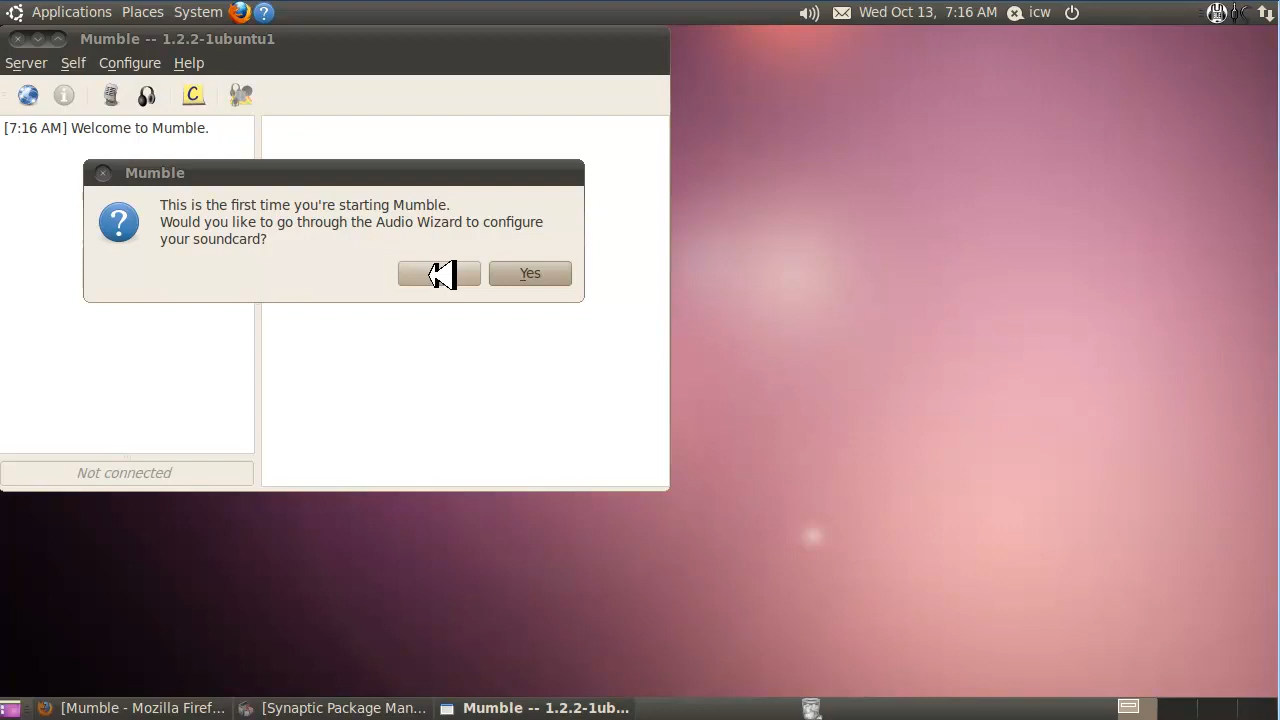 Applications Places System
Wed Oct 13, 7:16 AM icw
Mumble -- 1.2.2-1ubuntu1
Server Self Configure Help
C
[7:16 AM] Welcome to Mumble.
Mumble
This is the first time you're starting Mumble.
Would you like to go through the Audio Wizard to configure
your soundcard?
Yes
Not connected
[Mumble - Mozilla Firef...
[Synaptic Package Man...
Mumble -- 1.2.2-1ub...